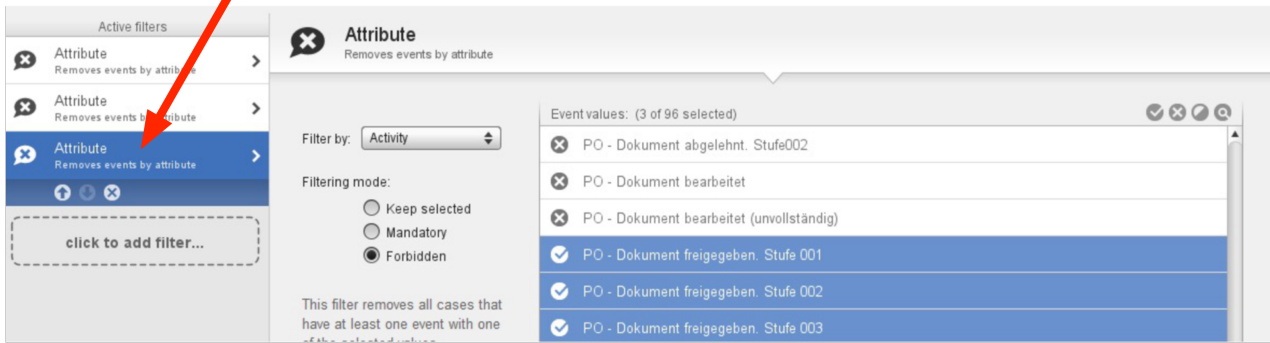 Active filters
Attribute
Removes events by attribute
Attribute
Removes events by attribute
Attribute
Removes events by attribute
click to add filter...
Attribute
Removes events by attribute
Filter by: Activity
Filtering mode:
Keep selected
Mandatory
Forbidden
This filter removes all cases that
have at least one event with one
of the selected values.
Event values: (3 of 96 selected)
PO - Dokument abgelehnt. Stufe002
PO - Dokument bearbeitet
PO - Dokument bearbeitet (unvollständig)
PO - Dokument freigegeben. Stufe 001
PO - Dokument freigegeben. Stufe 002
PO - Dokument freigegeben. Stufe 003